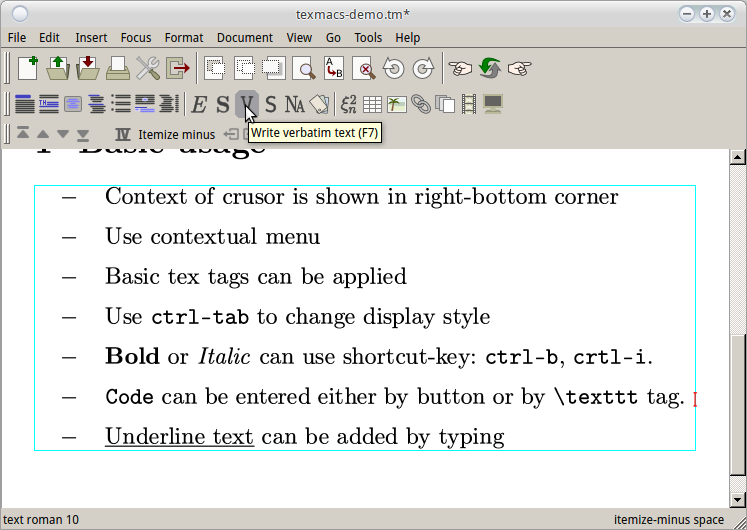 texmacs-demo.tm*
File Edit Insert Focus Format Document View Go Tools Help
E S V S NA
Itemize minus
Write verbatim text (F7)
1 Basic usage
– Context of crusor is shown in right-bottom corner
– Use contextual menu
– Basic tex tags can be applied
– Use ctrl-tab to change display style
– Bold or Italic can use shortcut-key: ctrl-b, crtl-i.
– Code can be entered either by button or by \texttt tag.
– Underline text can be added by typing
text roman 10 itemize-minus space